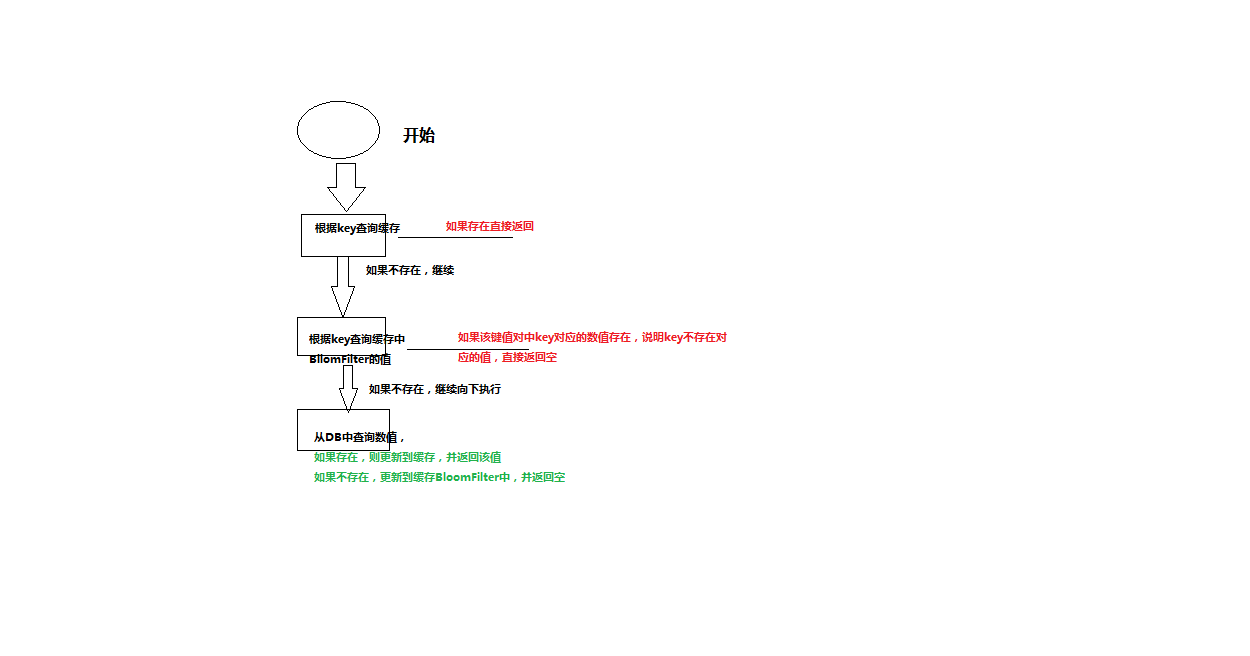 开始
根据key查询缓存
如果存在直接返回
如果不存在，继续
根据key查询缓存中
BllomFilter的值
如果该键值对中key对应的数值存在，说明key不存在对
应的值，直接返回空
如果不存在，继续向下执行
从DB中查询数值，
如果存在，则更新到缓存，并返回该值
如果不存在，更新到缓存BloomFilter中，并返回空